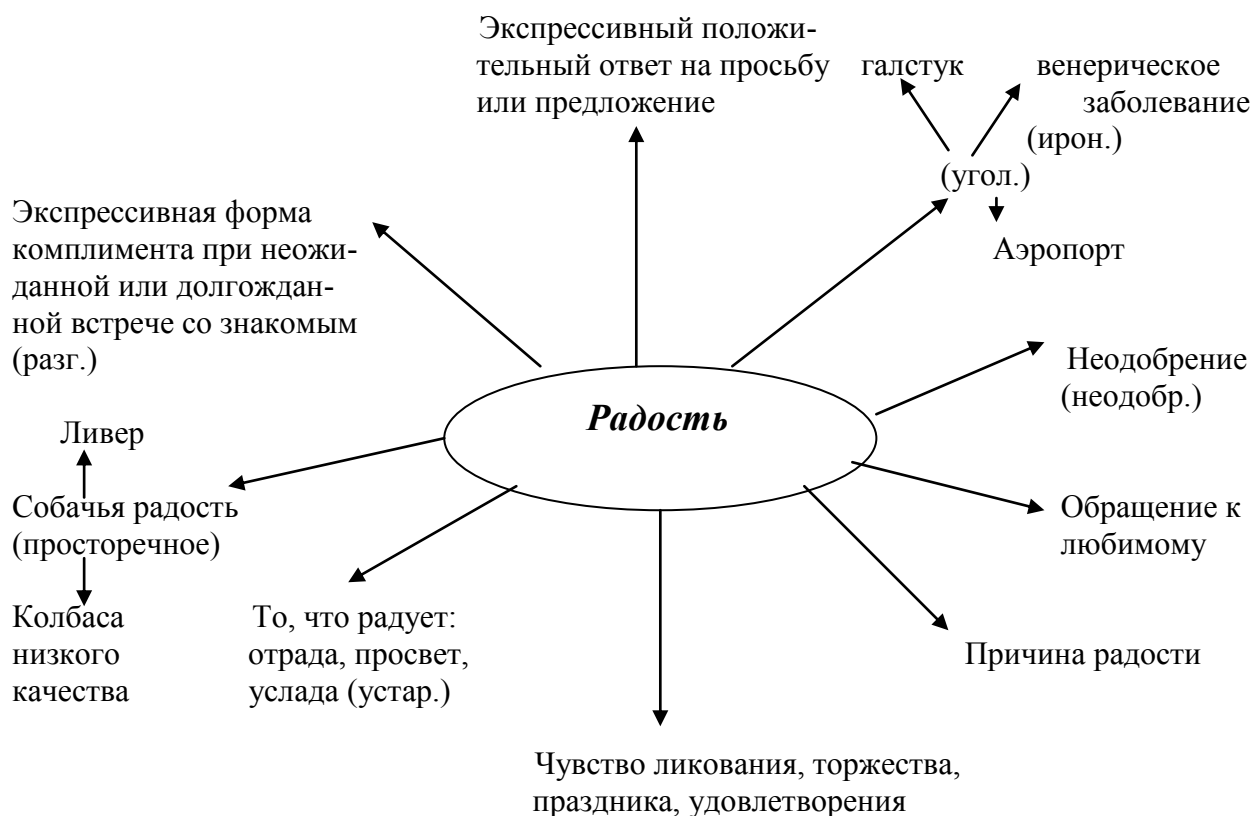 Экспрессивный положи-
тельный ответ на просьбу
или предложение
галстук
венерическое
заболевание
(ирон.)
(угол.)
Аэропорт
Экспрессивная форма
комплимента при неожи-
данной или долгождан-
ной встрече со знакомым
(разг.)
Неодобрение
(неодобр.)
Радость
Ливер
Собачья радость
(просторечное)
Колбаса
низкого
качества
Обращение к
любимому
То, что радует:
отрада, просвет,
услада (устар.)
Причина радости
Чувство ликования, торжества,
праздника, удовлетворения